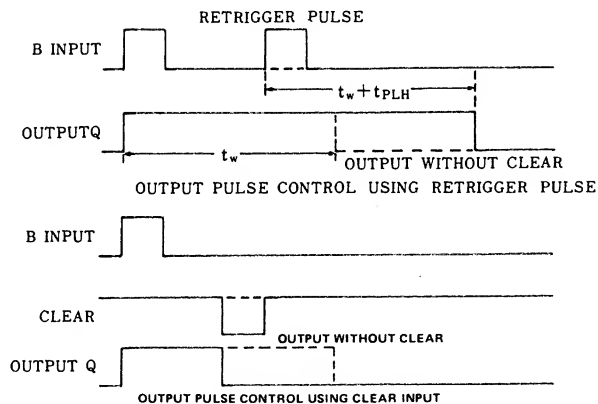 RETRIGGER PULSE
B INPUT
tw+tPLH
OUTPUTQ
tw
OUTPUT WITHOUT CLEAR
OUTPUT PULSE CONTROL USING RETRIGGER PULSE
B INPUT
CLEAR
OUTPUT WITHOUT CLEAR
OUTPUT Q
OUTPUT PULSE CONTROL USING CLEAR INPUT